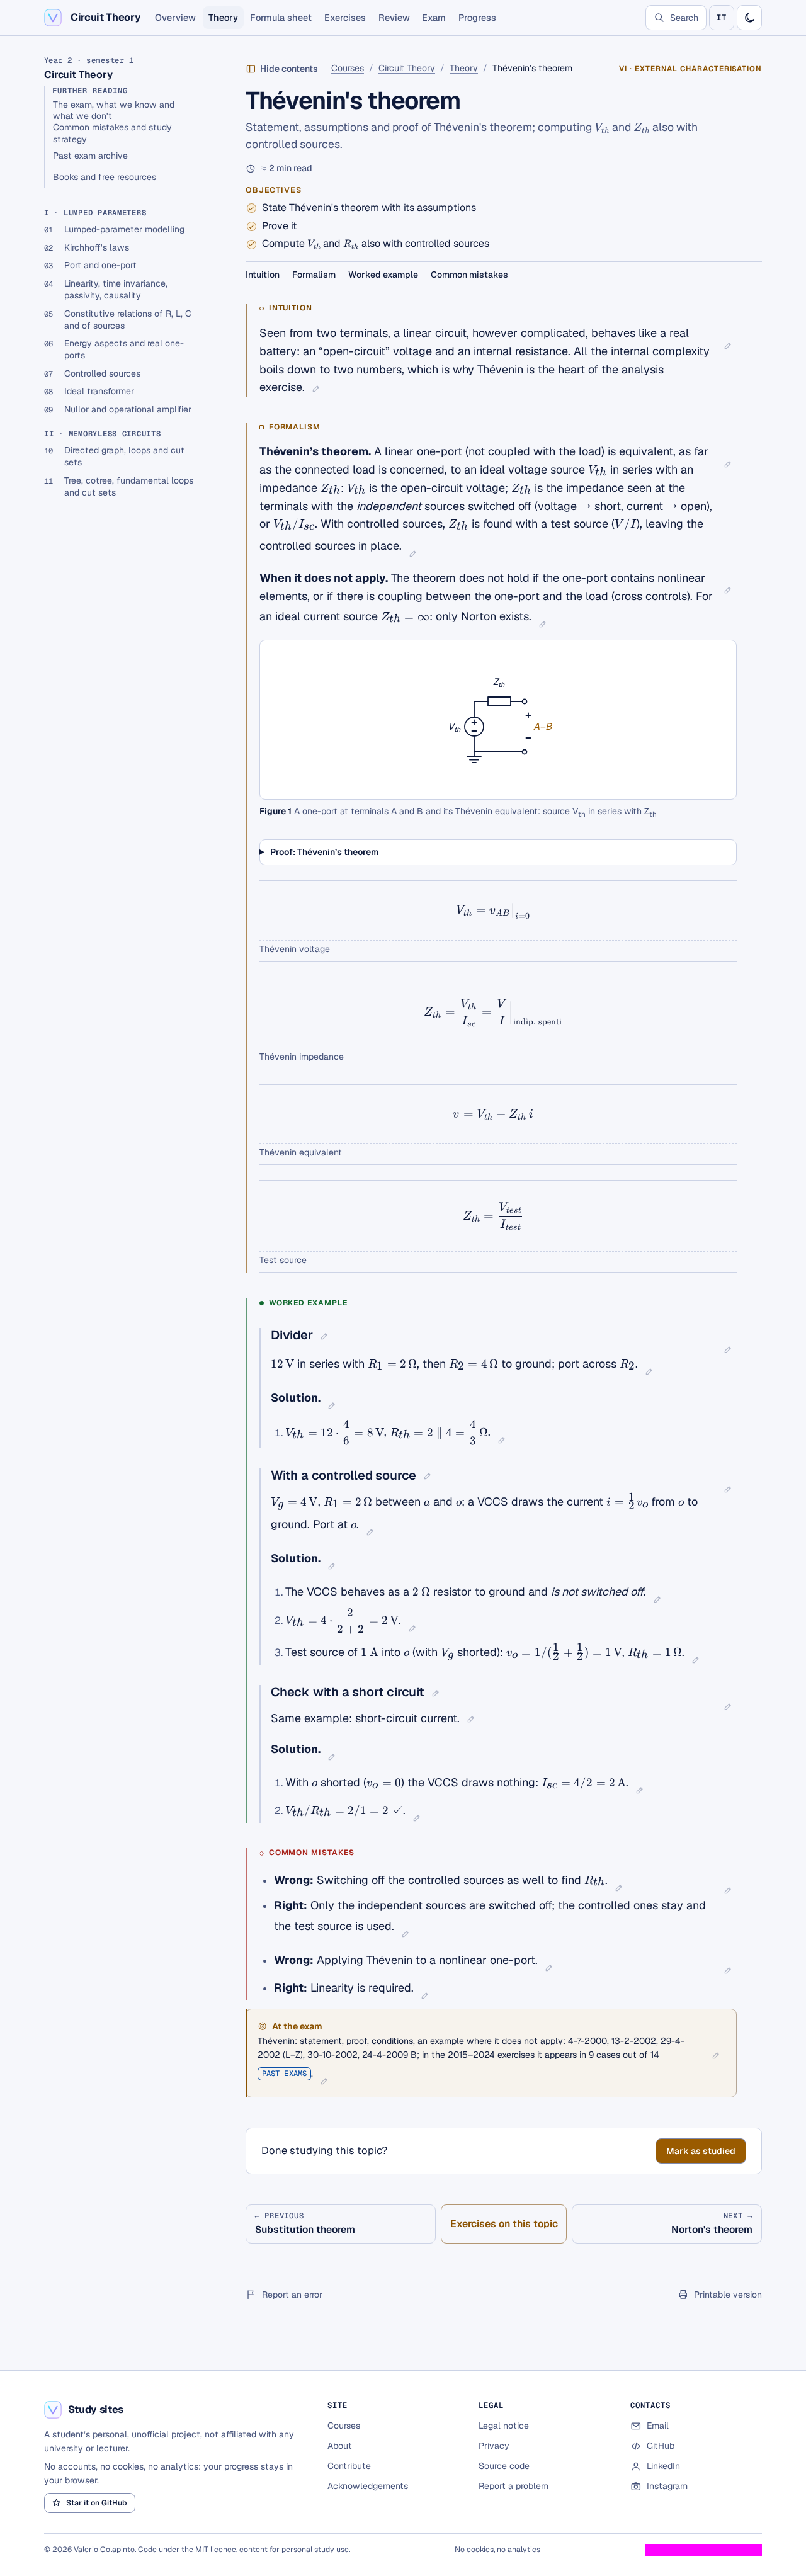 Circuit Theory Overview Theory Formula sheet Exercises Review Exam Progress Search IT
Year 2 · semester 1
Circuit Theory
FURTHER READING
The exam, what we know and
what we don't
Common mistakes and study
strategy
Past exam archive
Books and free resources
I · LUMPED PARAMETERS
01 Lumped-parameter modelling
02 Kirchhoff's laws
03 Port and one-port
04 Linearity, time invariance,
passivity, causality
05 Constitutive relations of R, L, C
and of sources
06 Energy aspects and real one-
ports
07 Controlled sources
08 Ideal transformer
09 Nullor and operational amplifier
II · MEMORYLESS CIRCUITS
10 Directed graph, loops and cut
sets
11 Tree, cotree, fundamental loops
and cut sets
Hide contents Courses / Circuit Theory / Theory / Thévenin's theorem VI · EXTERNAL CHARACTERISATION
Thévenin's theorem
Statement, assumptions and proof of Thévenin's theorem; computing V_th and Z_th also with
controlled sources.
≈ 2 min read
OBJECTIVES
State Thévenin's theorem with its assumptions
Prove it
Compute V_th and R_th also with controlled sources
Intuition Formalism Worked example Common mistakes
INTUITION
Seen from two terminals, a linear circuit, however complicated, behaves like a real
battery: an “open-circuit” voltage and an internal resistance. All the internal complexity
boils down to two numbers, which is why Thévenin is the heart of the analysis
exercise.
FORMALISM
Thévenin's theorem. A linear one-port (not coupled with the load) is equivalent, as far
as the connected load is concerned, to an ideal voltage source V_th in series with an
impedance Z_th: V_th is the open-circuit voltage; Z_th is the impedance seen at the
terminals with the independent sources switched off (voltage → short, current → open),
or V_th/I_sc. With controlled sources, Z_th is found with a test source (V/I), leaving the
controlled sources in place.
When it does not apply. The theorem does not hold if the one-port contains nonlinear
elements, or if there is coupling between the one-port and the load (cross controls). For
an ideal current source Z_th = ∞: only Norton exists.
Z_th
V_th + − + A–B −
Figure 1 A one-port at terminals A and B and its Thévenin equivalent: source V_th in series with Z_th
▶ Proof: Thévenin's theorem
V_th = v_AB |_i=0
Thévenin voltage
Z_th = V_th/I_sc = V/I |_indip. spenti
Thévenin impedance
v = V_th − Z_th i
Thévenin equivalent
Z_th = V_test/I_test
Test source
WORKED EXAMPLE
Divider
12 V in series with R_1 = 2 Ω, then R_2 = 4 Ω to ground; port across R_2.
Solution.
1. V_th = 12 · 4/6 = 8 V, R_th = 2 ∥ 4 = 4/3 Ω.
With a controlled source
V_g = 4 V, R_1 = 2 Ω between a and o; a VCCS draws the current i = 1/2 v_o from o to
ground. Port at o.
Solution.
1. The VCCS behaves as a 2 Ω resistor to ground and is not switched off.
2. V_th = 4 · 2/(2 + 2) = 2 V.
3. Test source of 1 A into o (with V_g shorted): v_o = 1/(1/2 + 1/2) = 1 V, R_th = 1 Ω.
Check with a short circuit
Same example: short-circuit current.
Solution.
1. With o shorted (v_o = 0) the VCCS draws nothing: I_sc = 4/2 = 2 A.
2. V_th/R_th = 2/1 = 2 ✓.
COMMON MISTAKES
• Wrong: Switching off the controlled sources as well to find R_th.
• Right: Only the independent sources are switched off; the controlled ones stay and
the test source is used.
• Wrong: Applying Thévenin to a nonlinear one-port.
• Right: Linearity is required.
At the exam
Thévenin: statement, proof, conditions, an example where it does not apply: 4-7-2000, 13-2-2002, 29-4-
2002 (L–Z), 30-10-2002, 24-4-2009 B; in the 2015–2024 exercises it appears in 9 cases out of 14
PAST EXAMS.
Done studying this topic? Mark as studied
← PREVIOUS
Substitution theorem
Exercises on this topic
NEXT →
Norton's theorem
Report an error Printable version
Study sites
A student's personal, unofficial project, not affiliated with any
university or lecturer.
No accounts, no cookies, no analytics: your progress stays in
your browser.
Star it on GitHub
SITE
Courses
About
Contribute
Acknowledgements
LEGAL
Legal notice
Privacy
Source code
Report a problem
CONTACTS
Email
GitHub
LinkedIn
Instagram
© 2026 Valerio Colapinto. Code under the MIT licence, content for personal study use. No cookies, no analytics